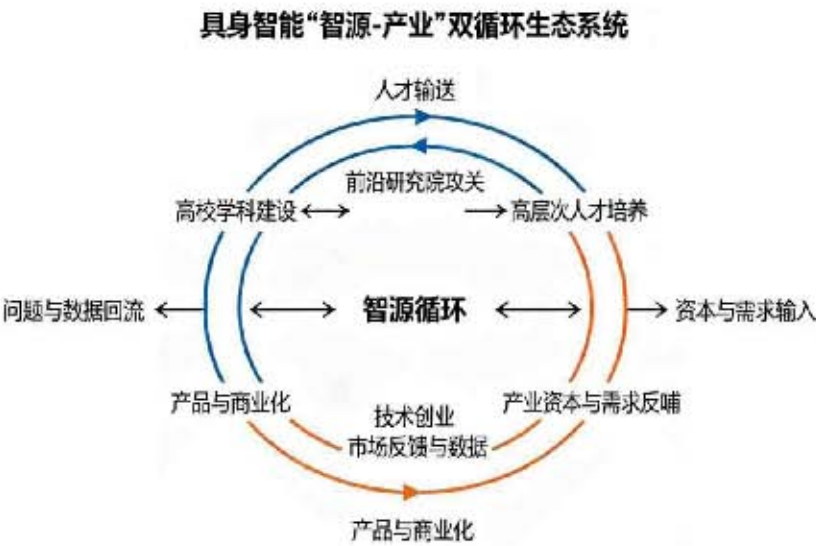 具身智能“智源-产业”双循环生态系统
人才输送
前沿研究院攻关
高校学科建设
高层次人才培养
问题与数据回流
智源循环
资本与需求输入
产品与商业化
技术创业
市场反馈与数据
产业资本与需求反哺
产品与商业化